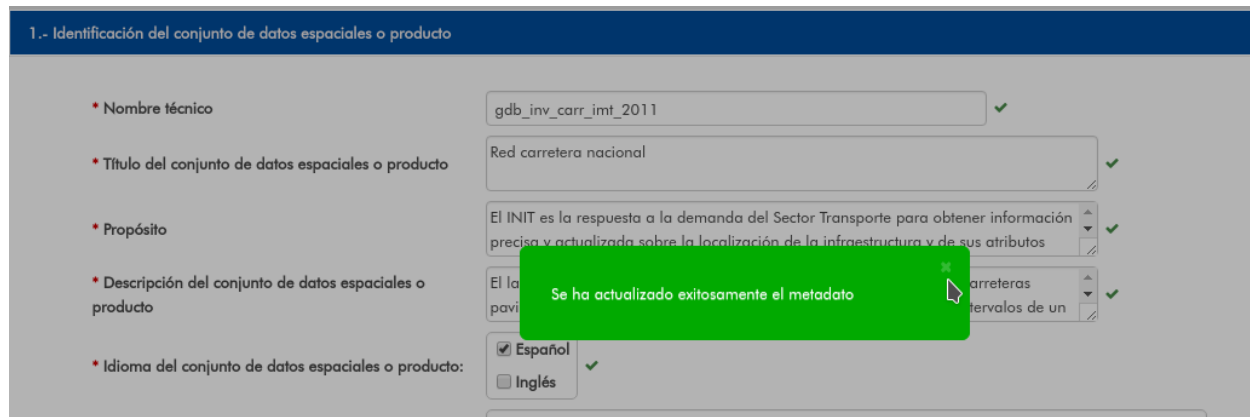 1.- Identificación del conjunto de datos espaciales o producto
* Nombre técnico
gdb_inv_carr_imt_2011
* Título del conjunto de datos espaciales o producto
Red carretera nacional
* Propósito
El INIT es la respuesta a la demanda del Sector Transporte para obtener información
precisa y actualizada sobre la localización de la infraestructura y de sus atributos
* Descripción del conjunto de datos espaciales o
producto
El la
arreteras
pavi
tervalos de un
Se ha actualizado exitosamente el metadato
* Idioma del conjunto de datos espaciales o producto:
Español
Inglés